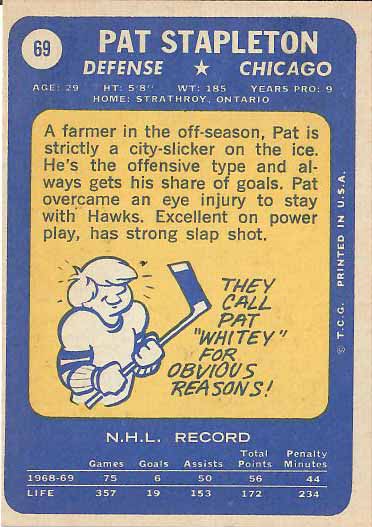 69
PAT STAPLETON
DEFENSE ★ CHICAGO
AGE: 29 HT: 5'8" WT: 185 YEARS PRO: 9
HOME: STRATHROY, ONTARIO
A farmer in the off-season, Pat is
strictly a city-slicker on the ice.
He's the offensive type and al-
ways gets his share of goals. Pat
overcame an eye injury to stay
with Hawks. Excellent on power
play, has strong slap shot.
THEY
CALL
PAT
"WHITEY"
FOR
OBVIOUS
REASONS!
© T.C.G. PRINTED IN U.S.A.
N.H.L. RECORD
Games Goals Assists Total Points Penalty Minutes
1968-69 75 6 50 56 44
LIFE 357 19 153 172 234